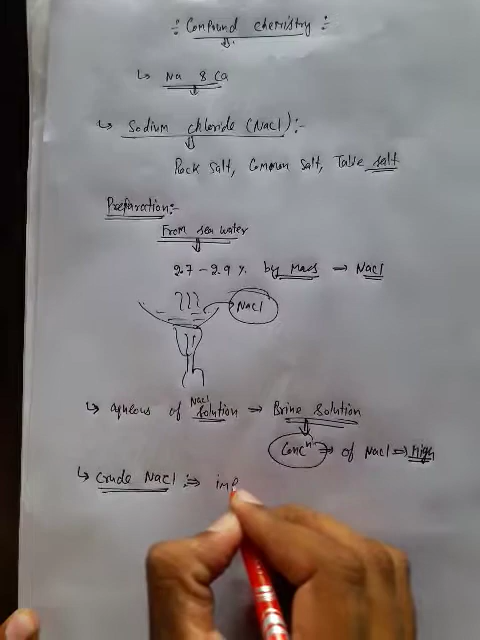 :- Compound chemistry :-
↳ Na & Ca
↳ Sodium chloride (NaCl):-
Rock salt, Common salt, Table salt
Preparation:-
From sea water
2.7 - 2.9 % by Mass → NaCl
NaCl
↳ aqueous of NaCl solution ⇒ Brine solution
Concⁿ → of NaCl ⇒ High
↳ Crude NaCl :⇒ imp